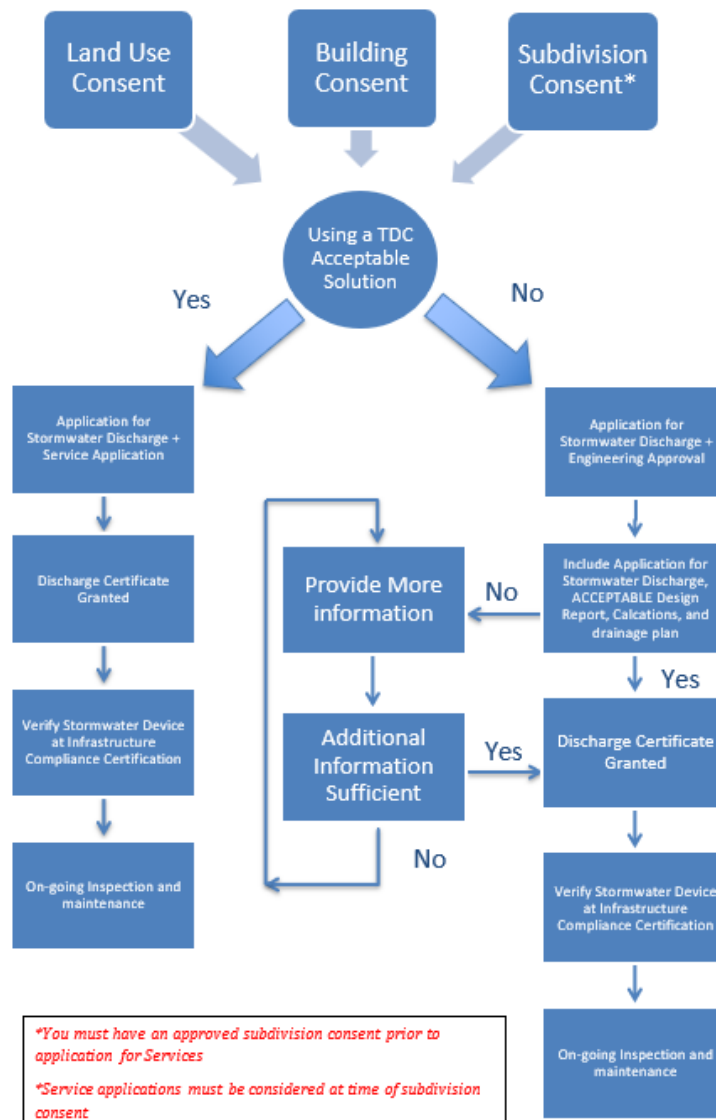 Land Use
Consent
Building
Consent
Subdivision
Consent*
Using a TDC
Acceptable
Solution
Yes
No
Application for
Stormwater Discharge +
Service Application
Application for
Stormwater Discharge +
Engineering Approval
Discharge Certificate
Granted
Provide More
information
No
Include Application for
Stormwater Discharge,
ACCEPTABLE Design
Report, Calcations, and
drainage plan
Yes
Verify Stormwater Device
at Infrastructure
Compliance Certification
Additional
Information
Sufficient
Yes
Discharge Certificate
Granted
No
On-going Inspection and
maintenance
Verify Stormwater Device
at Infrastructure
Compliance Certification
On-going Inspection and
maintenance
*You must have an approved subdivision consent prior to
application for Services
*Service applications must be considered at time of subdivision
consent